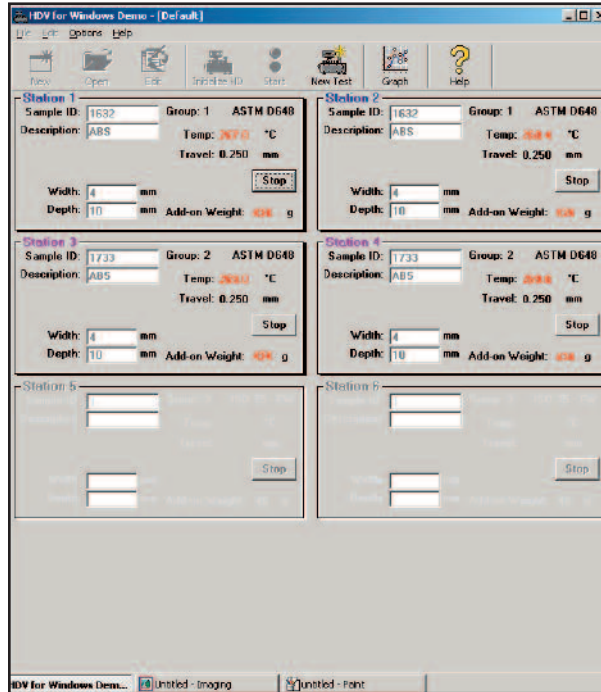 HDV for Windows Demo - [Default]
File Edit Options Help
New Open Edit Initialize HD Start New Test Graph Help
Station 1
Sample ID: 1632 Group: 1 ASTM D648
Description: ABS Temp: °C
Travel: 0.250 mm
Stop
Width: 4 mm
Depth: 10 mm Add-on Weight: g
Station 2
Sample ID: 1632 Group: 1 ASTM D648
Description: ABS Temp: °C
Travel: 0.250 mm
Stop
Width: 4 mm
Depth: 10 mm Add-on Weight: g
Station 3
Sample ID: 1733 Group: 2 ASTM D648
Description: ABS Temp: °C
Travel: 0.250 mm
Stop
Width: 4 mm
Depth: 10 mm Add-on Weight: g
Station 4
Sample ID: 1733 Group: 2 ASTM D648
Description: ABS Temp: °C
Travel: 0.250 mm
Stop
Width: 4 mm
Depth: 10 mm Add-on Weight: g
Station 5
Stop
Add-on Weight: g
Station 6
Stop
Add-on Weight: g
HDV for Windows Dem... Untitled - Imaging untitled - Paint